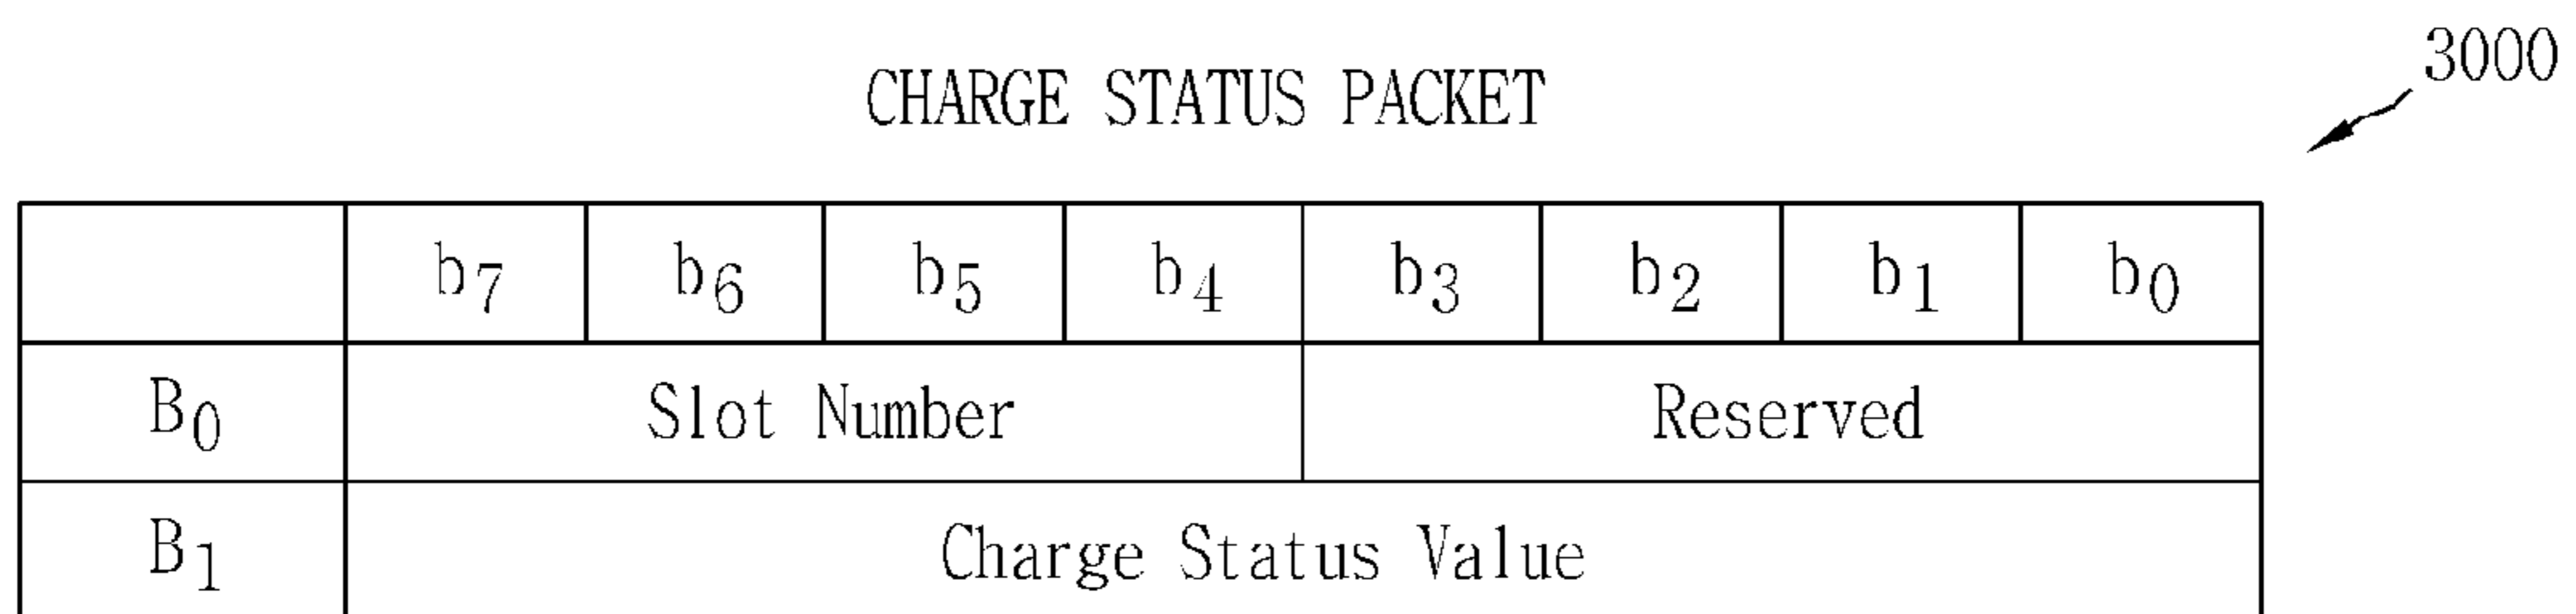 3000
CHARGE STATUS PACKET
b7 b6 b5 b4 b3 b2 b1 b0
B0 Slot Number Reserved
B1 Charge Status Value